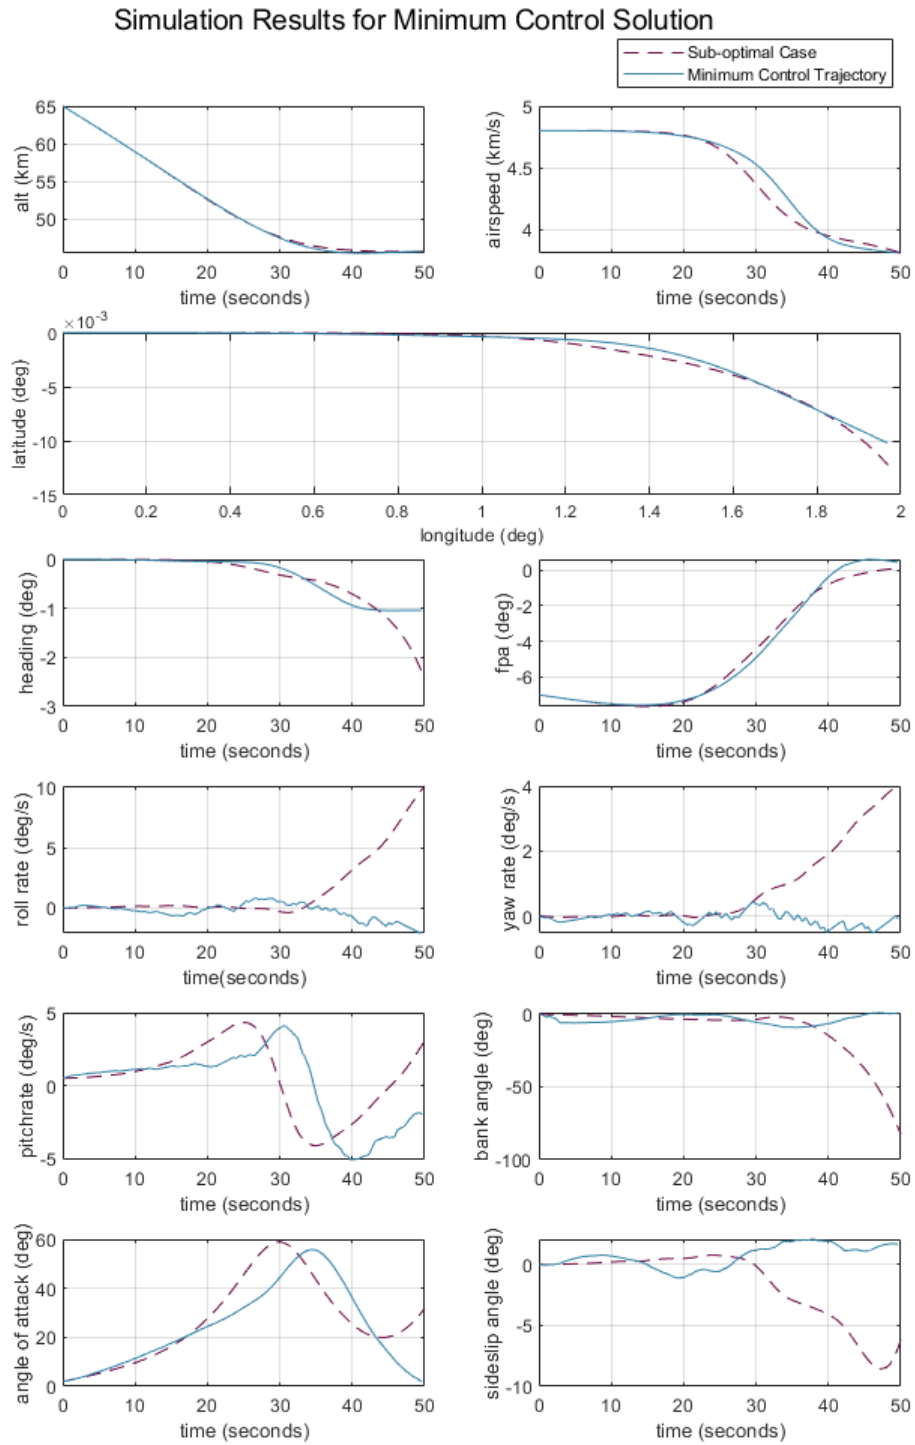 Simulation Results for Minimum Control Solution
Sub-optimal Case
Minimum Control Trajectory
65
60
55
50
alt (km)
0 10 20 30 40 50
time (seconds)
5
4.5
4
airspeed (km/s)
0 10 20 30 40 50
time (seconds)
×10⁻³
0
-5
-10
-15
latitude (deg)
0 0.2 0.4 0.6 0.8 1 1.2 1.4 1.6 1.8 2
longitude (deg)
0
-1
-2
-3
heading (deg)
0 10 20 30 40 50
time (seconds)
0
-2
-4
-6
fpa (deg)
0 10 20 30 40 50
time (seconds)
10
5
0
roll rate (deg/s)
0 10 20 30 40 50
time(seconds)
4
2
0
yaw rate (deg/s)
0 10 20 30 40 50
time (seconds)
5
0
-5
pitchrate (deg/s)
0 10 20 30 40 50
time (seconds)
0
-50
-100
bank angle (deg)
0 10 20 30 40 50
time (seconds)
60
40
20
0
angle of attack (deg)
0 10 20 30 40 50
time (seconds)
0
-5
-10
sideslip angle (deg)
0 10 20 30 40 50
time (seconds)